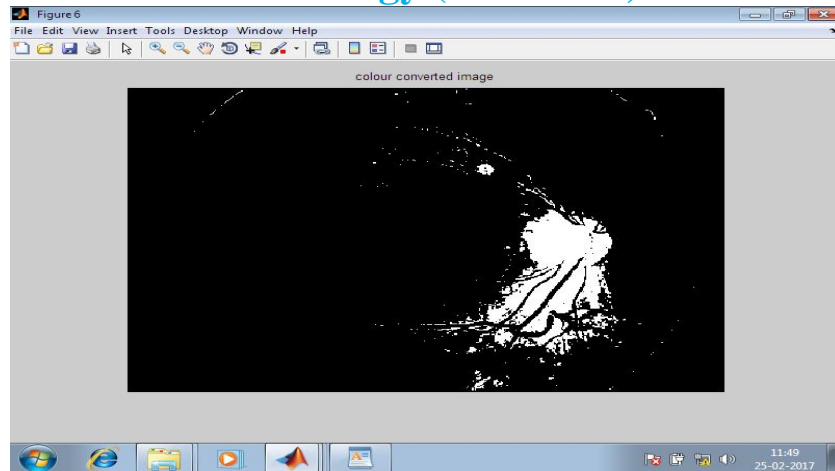 Figure 6
File Edit View Insert Tools Desktop Window Help
colour converted image
11:49
25-02-2017